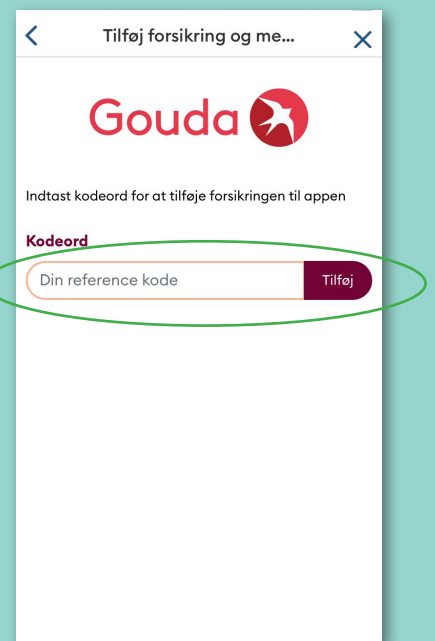 Tilføj forsikring og me...
Gouda
Indtast kodeord for at tilføje forsikringen til appen
Kodeord
Din reference kode
Tilføj